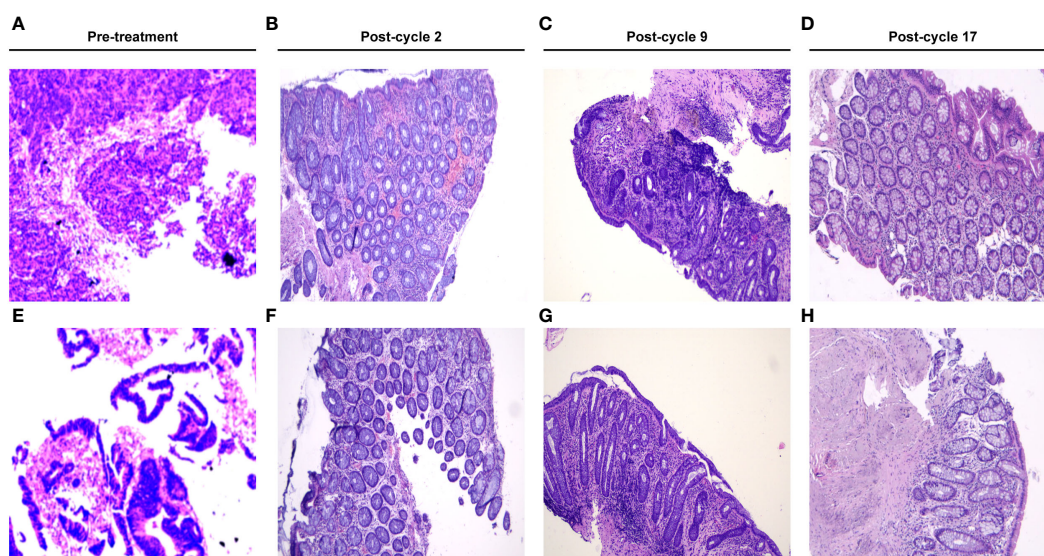 A B C D
Pre-treatment Post-cycle 2 Post-cycle 9 Post-cycle 17
E F G H